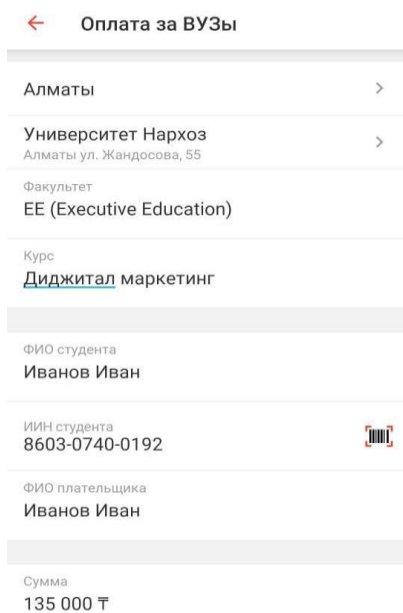 Оплата за ВУЗы
Алматы
Университет Нархоз
Алматы ул. Жандосова, 55
Факультет
EE (Executive Education)
Курс
Диджитал маркетинг
ФИО студента
Иванов Иван
ИИН студента
8603-0740-0192
ФИО плательщика
Иванов Иван
Сумма
135 000 ₸